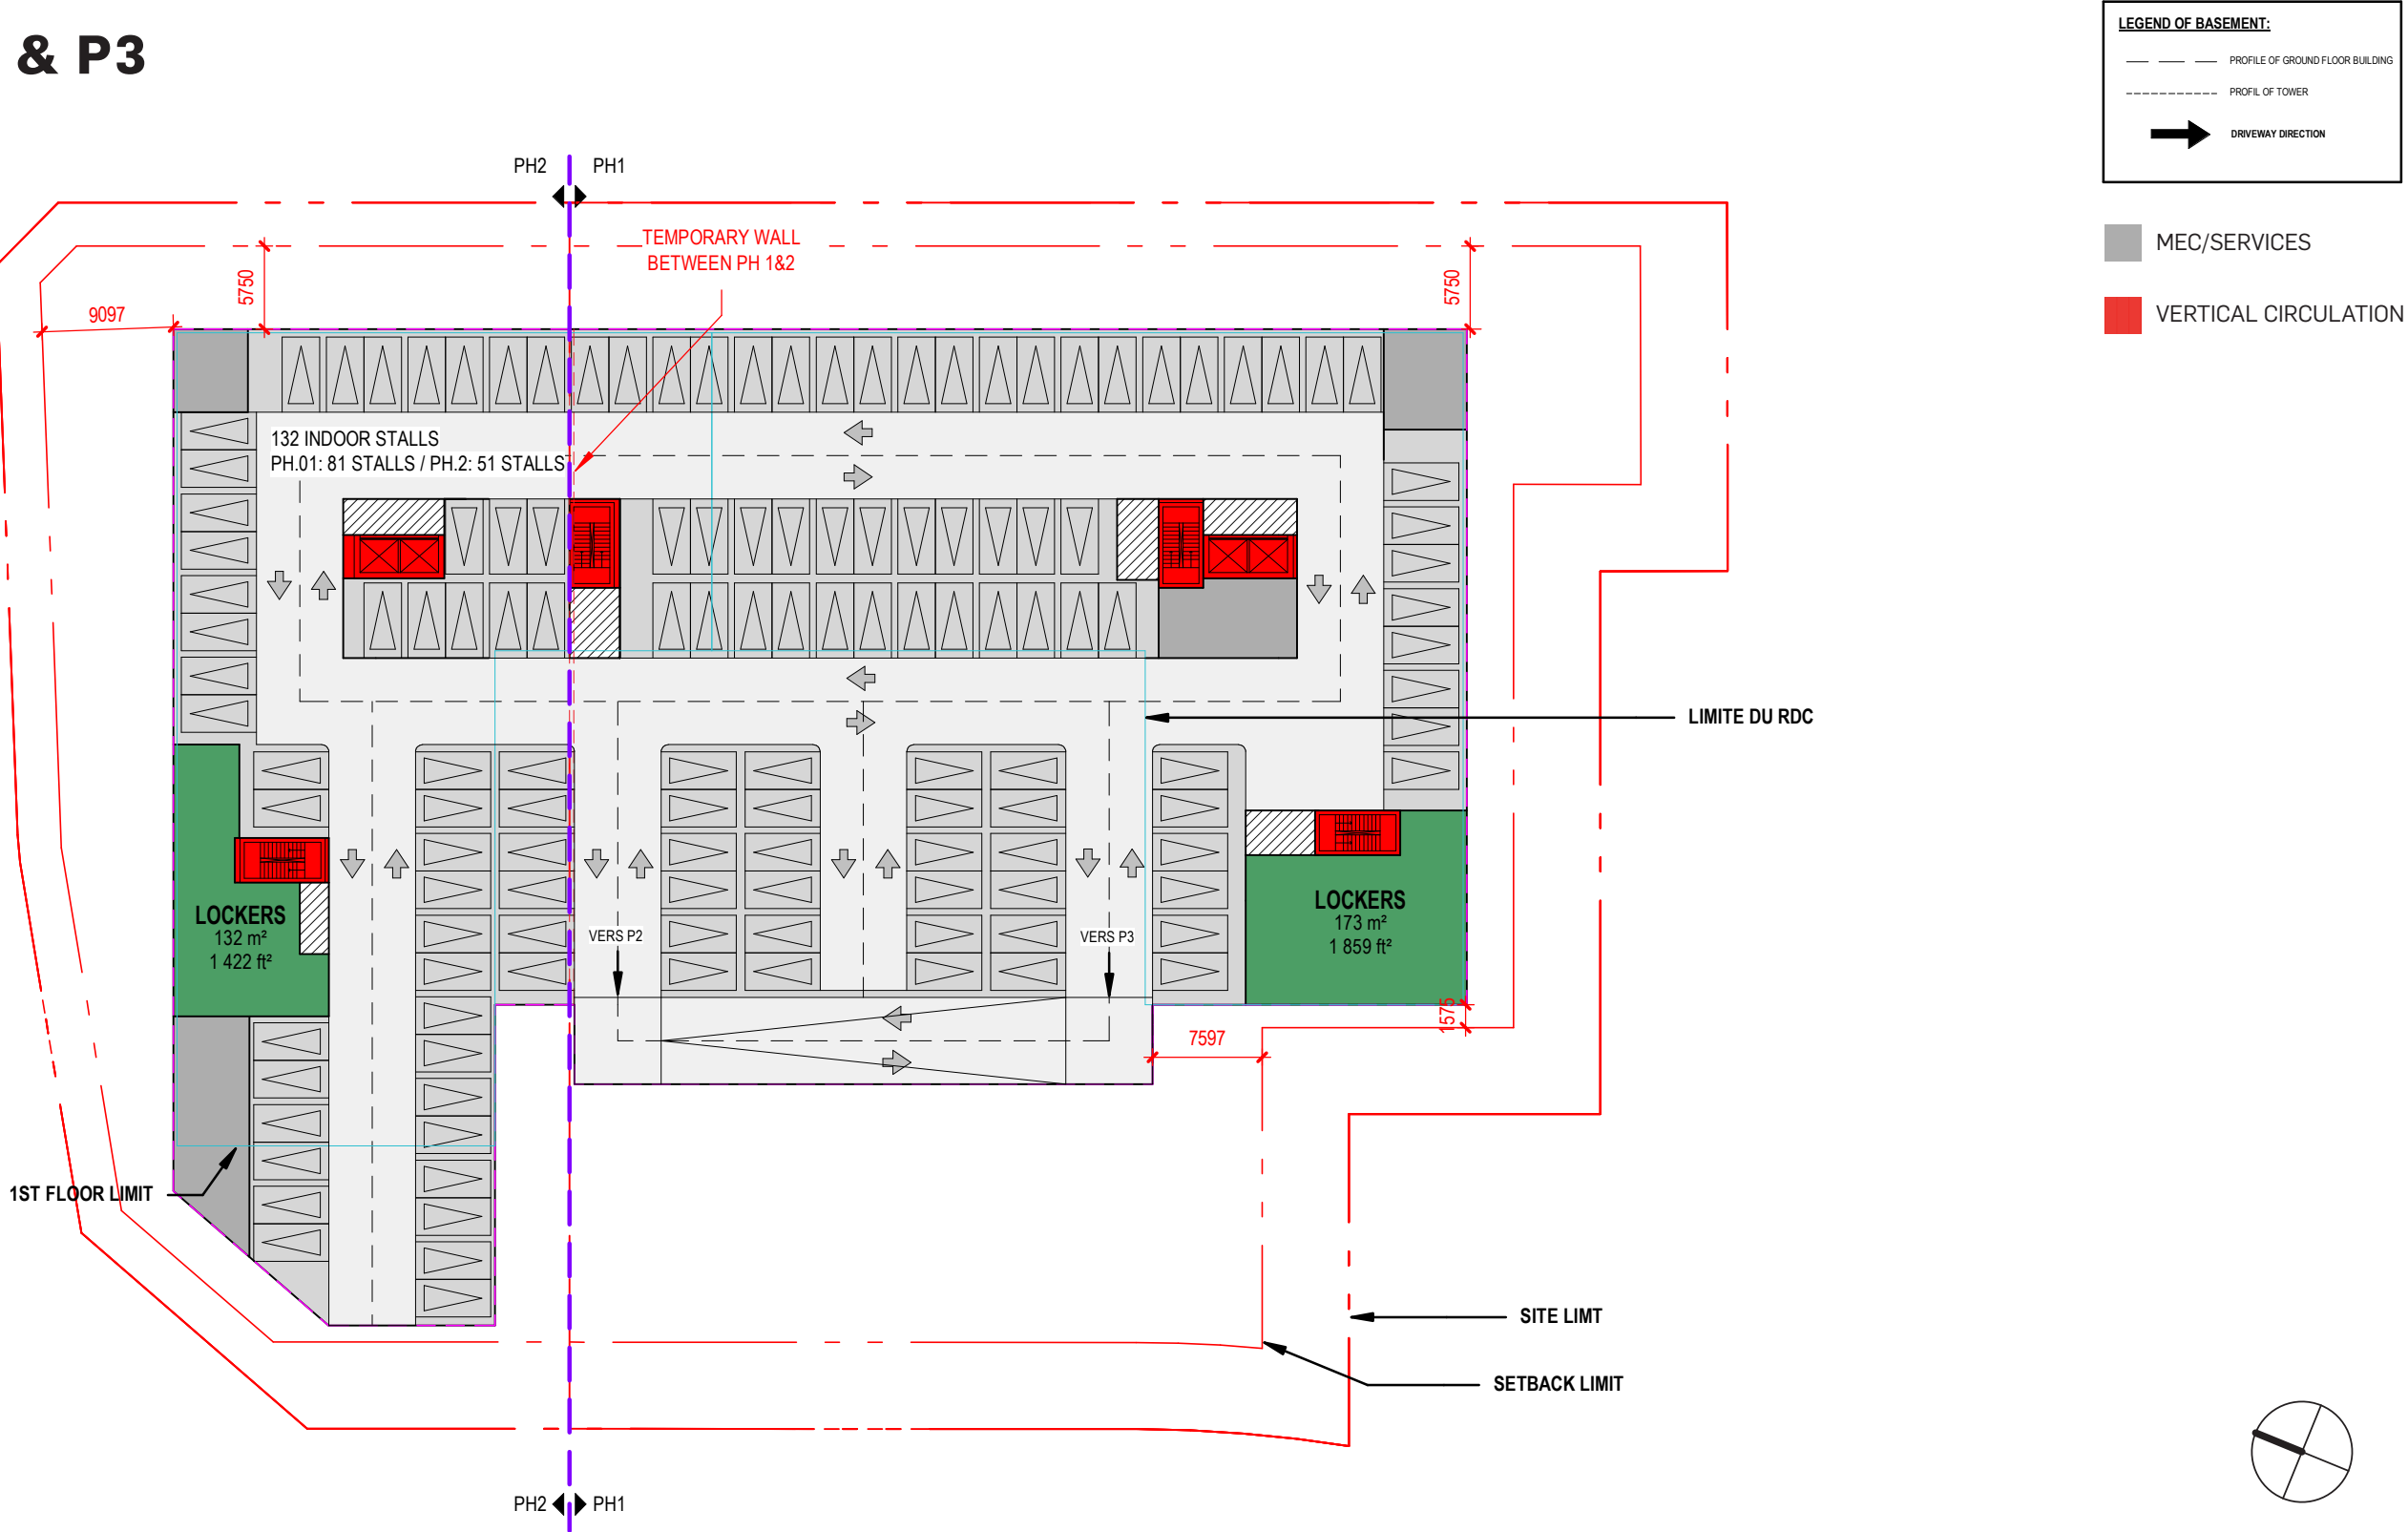 & P3
LEGEND OF BASEMENT:
PROFILE OF GROUND FLOOR BUILDING
PROFIL OF TOWER
DRIVEWAY DIRECTION
MEC/SERVICES
VERTICAL CIRCULATION
PH2
PH1
TEMPORARY WALL
BETWEEN PH 1&2
5750
5750
9097
132 INDOOR STALLS
PH.01: 81 STALLS / PH.2: 51 STALLS
LIMITE DU RDC
LOCKERS
132 m²
1 422 ft²
VERS P2
VERS P3
LOCKERS
173 m²
1 859 ft²
1575
7597
1ST FLOOR LIMIT
SITE LIMT
SETBACK LIMIT
PH2
PH1